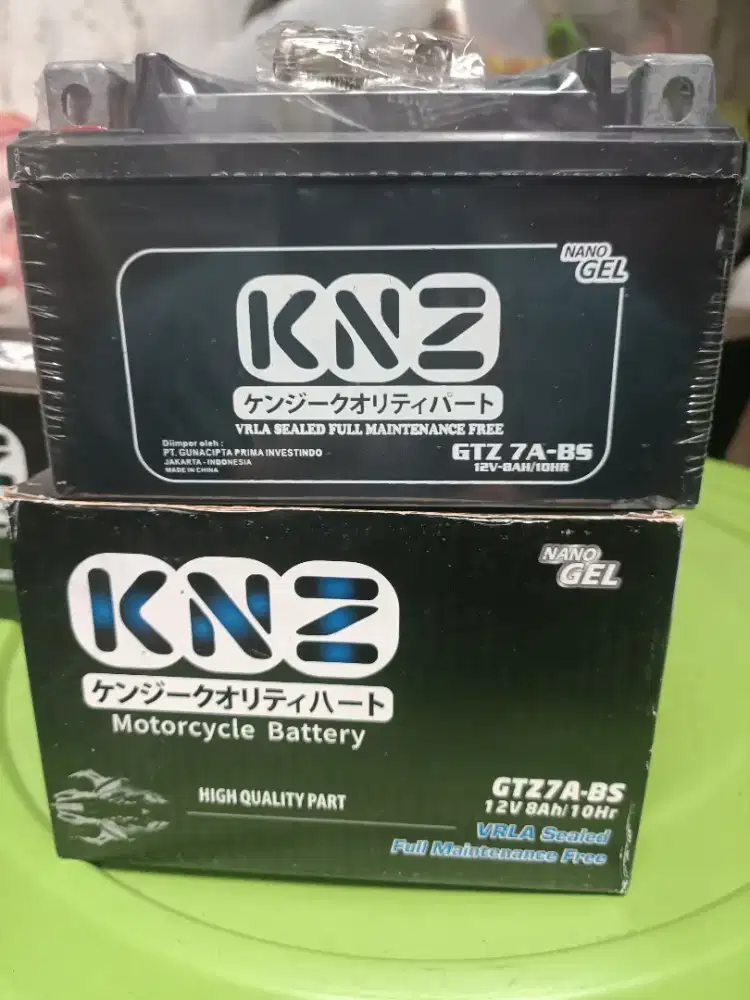 NANO
GEL
KNZ
ケンジークオリティパート
VRLA SEALED FULL MAINTENANCE FREE
Diimpor oleh :
PT. GUNACIPTA PRIMA INVESTINDO
JAKARTA - INDONESIA
MADE IN CHINA
GTZ 7A-BS
12V-8AH/10HR
NANO
GEL
KNZ
ケンジークオリティハート
Motorcycle Battery
HIGH QUALITY PART
GTZ7A-BS
12V 8Ah/10Hr
VRLA Sealed
Full Maintenance Free